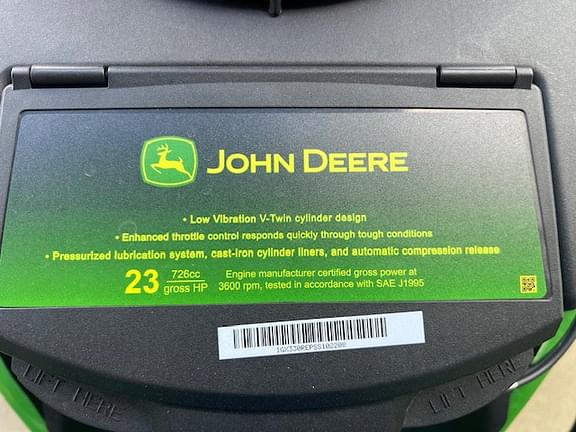 JOHN DEERE
• Low Vibration V-Twin cylinder design
• Enhanced throttle control responds quickly through tough conditions
• Pressurized lubrication system, cast-iron cylinder liners, and automatic compression release
23 726cc gross HP
Engine manufacturer certified gross power at
3600 rpm, tested in accordance with SAE J1995
LIFT HERE
LIFT HERE